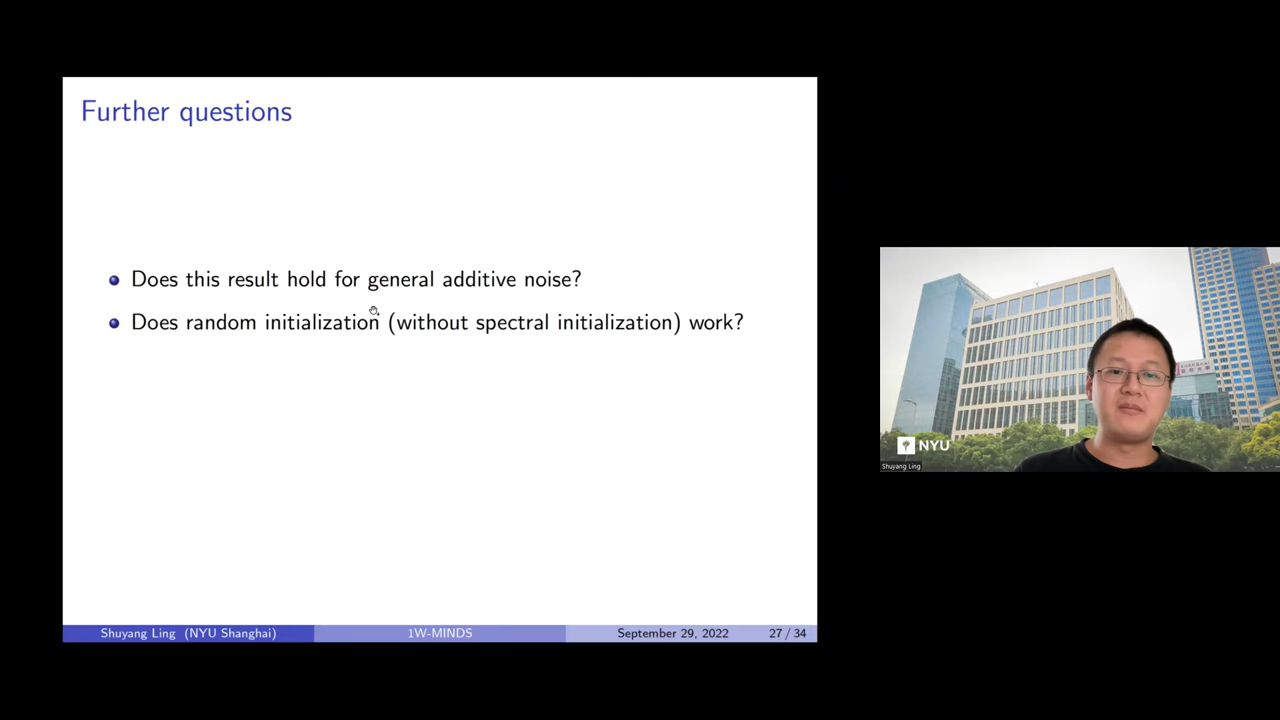 Further questions
Does this result hold for general additive noise?
Does random initialization (without spectral initialization) work?
NYU
Shuyang Ling
Shuyang Ling (NYU Shanghai)
1W-MINDS
September 29, 2022
27 / 34